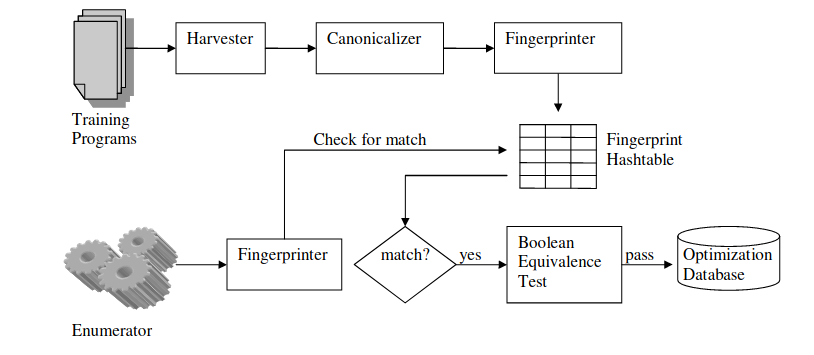 Harvester
Canonicalizer
Fingerprinter
Training
Programs
Check for match
Fingerprint
Hashtable
Fingerprinter
match?
yes
Boolean
Equivalence
Test
pass
Optimization
Database
Enumerator